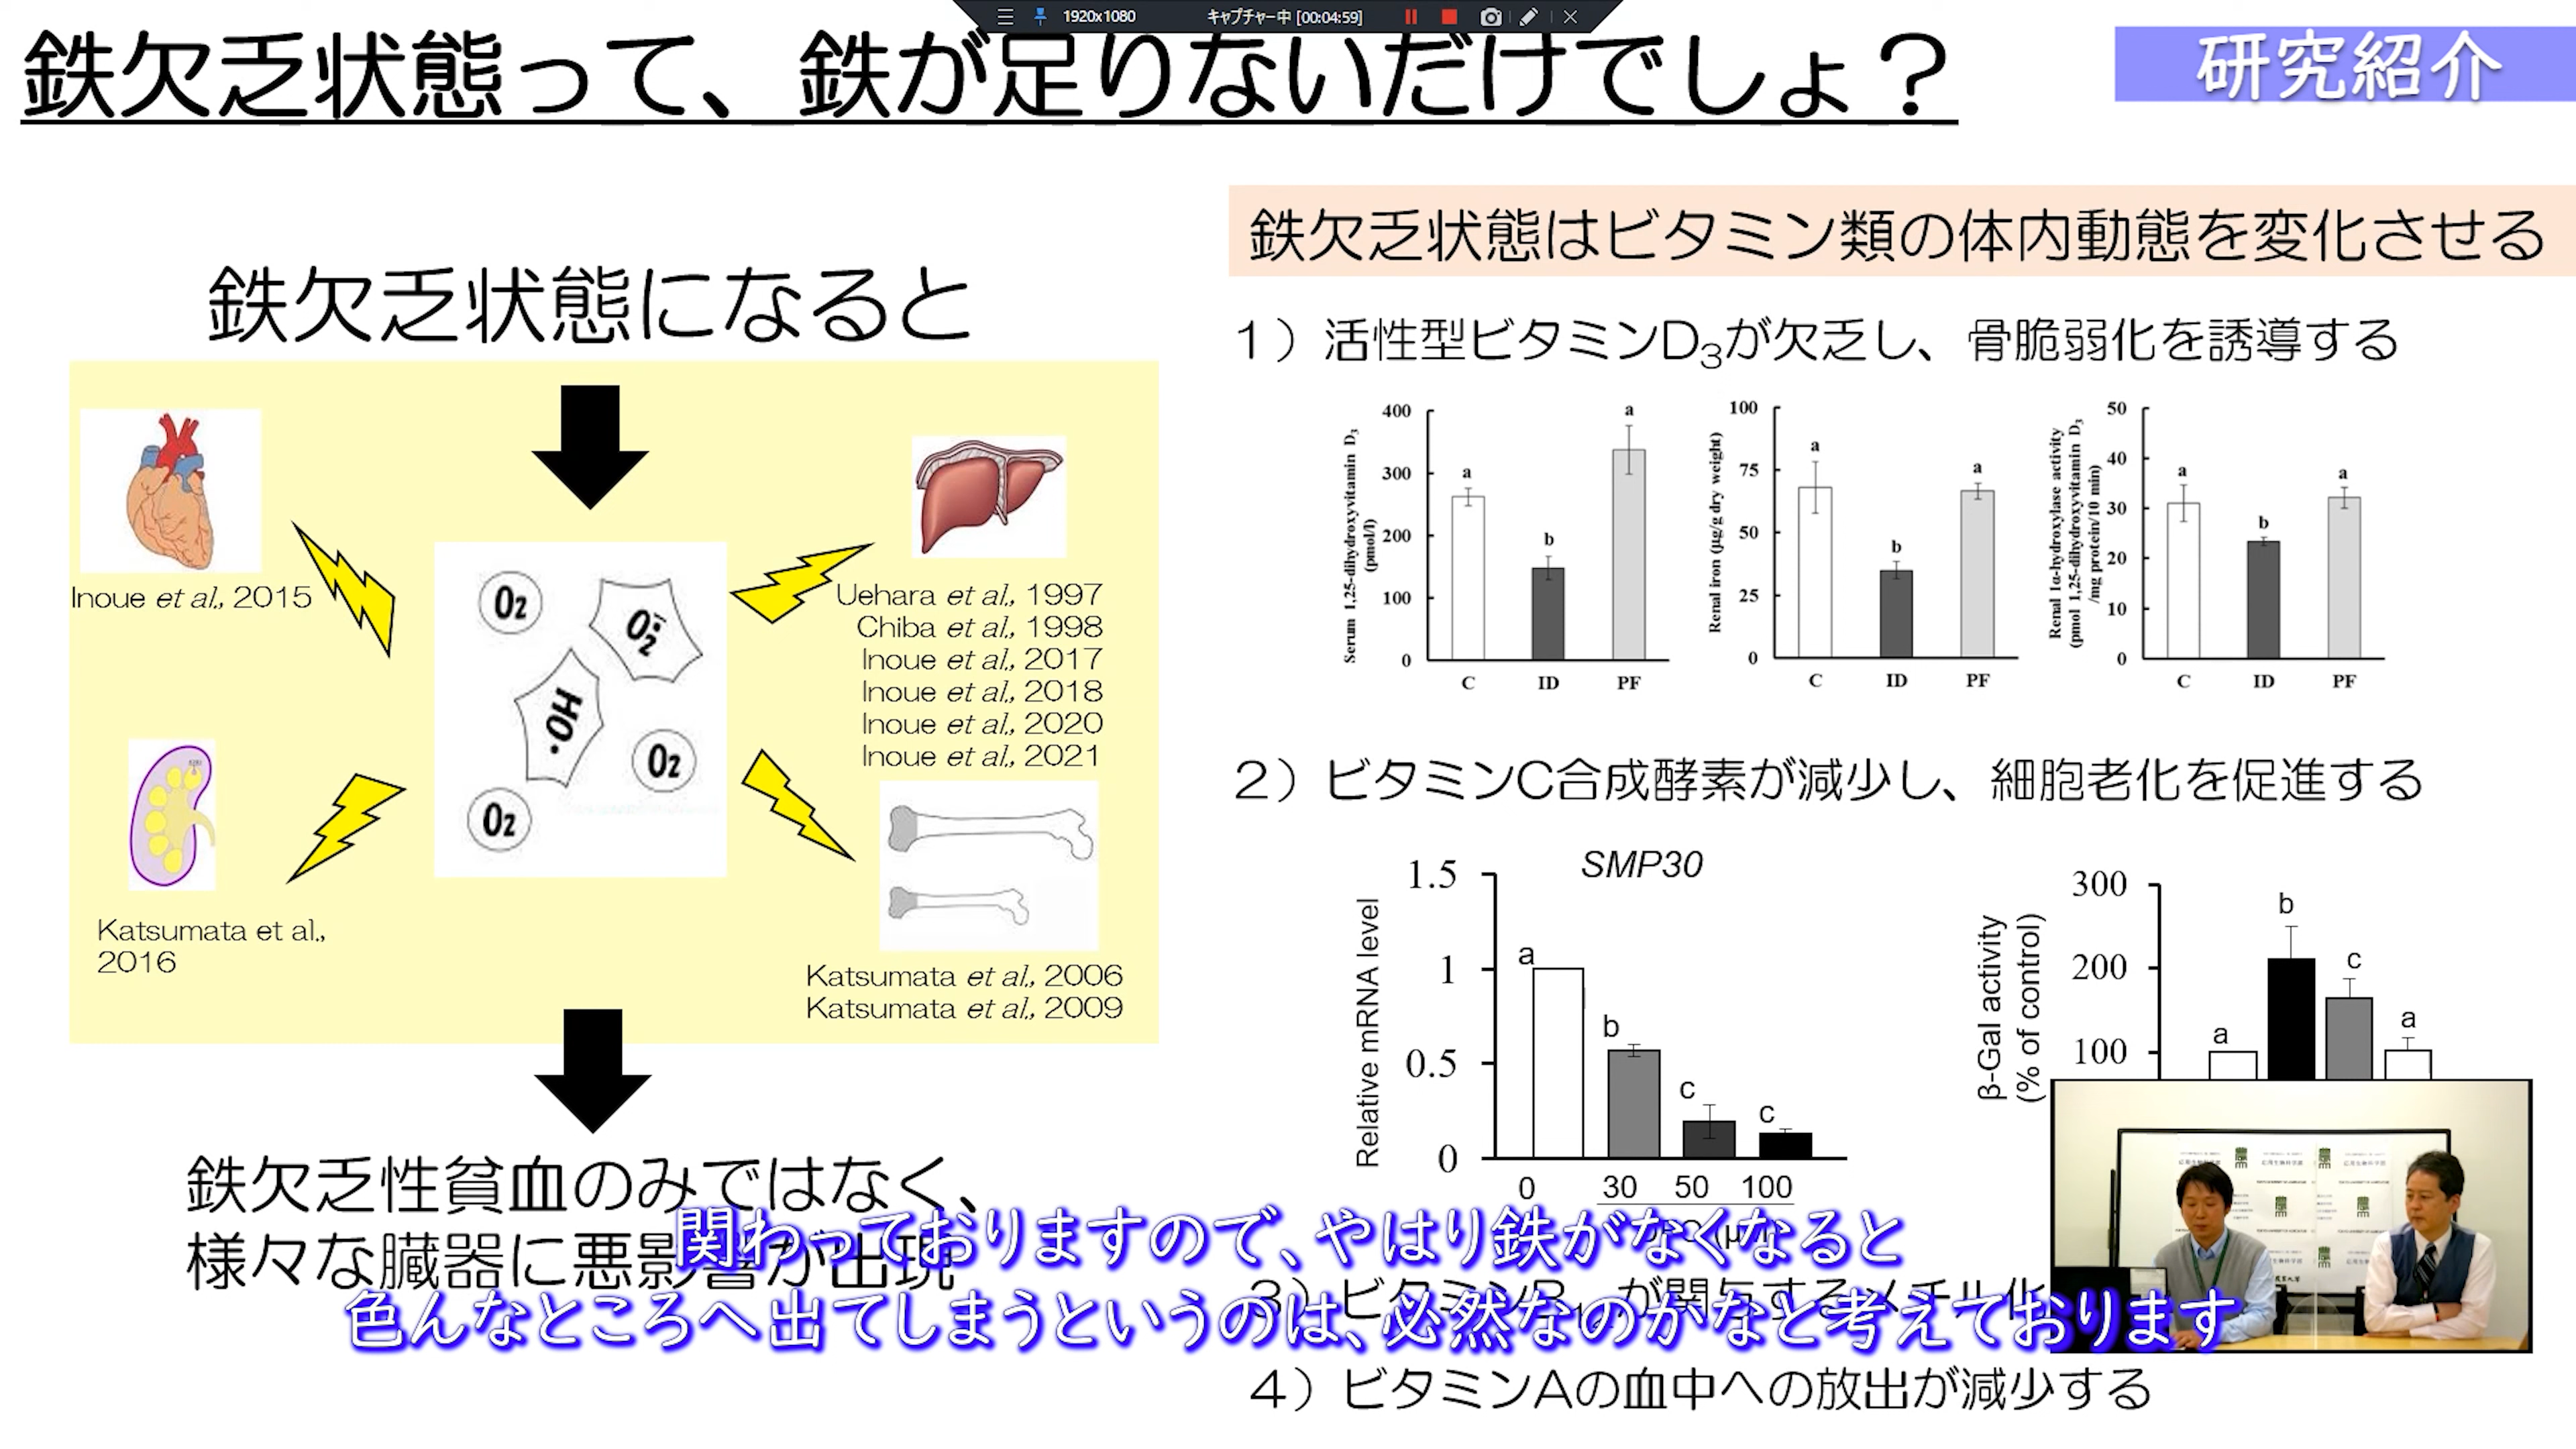 1920x1080 キャプチャー中 [00:04:59]
鉄欠乏状態って、鉄が足りないだけでしょ？
研究紹介
鉄欠乏状態になると
Inoue et al., 2015
Uehara et al., 1997
Chiba et al., 1998
Inoue et al., 2017
Inoue et al., 2018
Inoue et al., 2020
Inoue et al., 2021
O2
O2
HO·
O2
O2
Katsumata et al.,
2016
Katsumata et al., 2006
Katsumata et al., 2009
鉄欠乏性貧血のみではなく、
様々な臓器に悪影響が出現
鉄欠乏状態はビタミン類の体内動態を変化させる
１）活性型ビタミンD3が欠乏し、骨脆弱化を誘導する
Serum 1,25-dihydroxyvitamin D3
(pmol/l)
400
300
200
100
0
a
b
a
C ID PF
Renal iron (µg/g dry weight)
100
75
50
25
0
a
b
a
C ID PF
Renal 1α-hydroxylase activity
(pmol 1,25-dihydroxyvitamin D3
/mg protein/10 min)
50
40
30
20
10
0
a
b
a
C ID PF
２）ビタミンC合成酵素が減少し、細胞老化を促進する
SMP30
Relative mRNA level
1.5
1
0.5
0
a
b
c
c
0 30 50 100
β-Gal activity
(% of control)
300
200
100
a
b
c
a
３）ビタミンB が関与するメチル化
４）ビタミンAの血中への放出が減少する
関わっておりますので、やはり鉄がなくなると
色んなところへ出てしまうというのは、必然なのかなと考えております